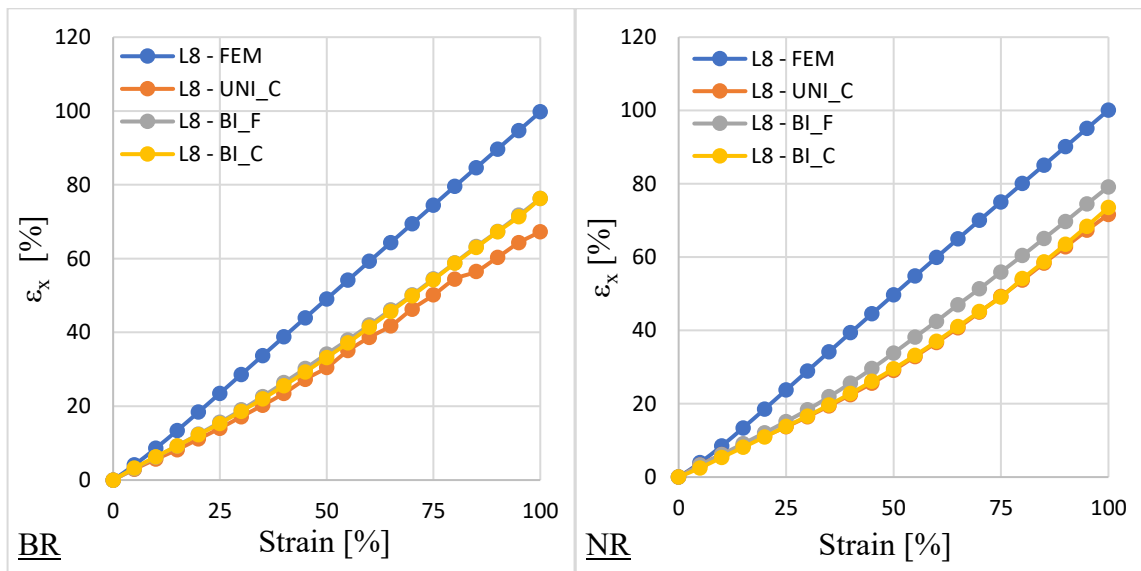 120
100
80
60
40
20
0
ε_x [%]
L8 - FEM
L8 - UNI_C
L8 - BI_F
L8 - BI_C
0 25 50 75 100
Strain [%]
BR
120
100
80
60
40
20
0
ε_x [%]
L8 - FEM
L8 - UNI_C
L8 - BI_F
L8 - BI_C
0 25 50 75 100
Strain [%]
NR